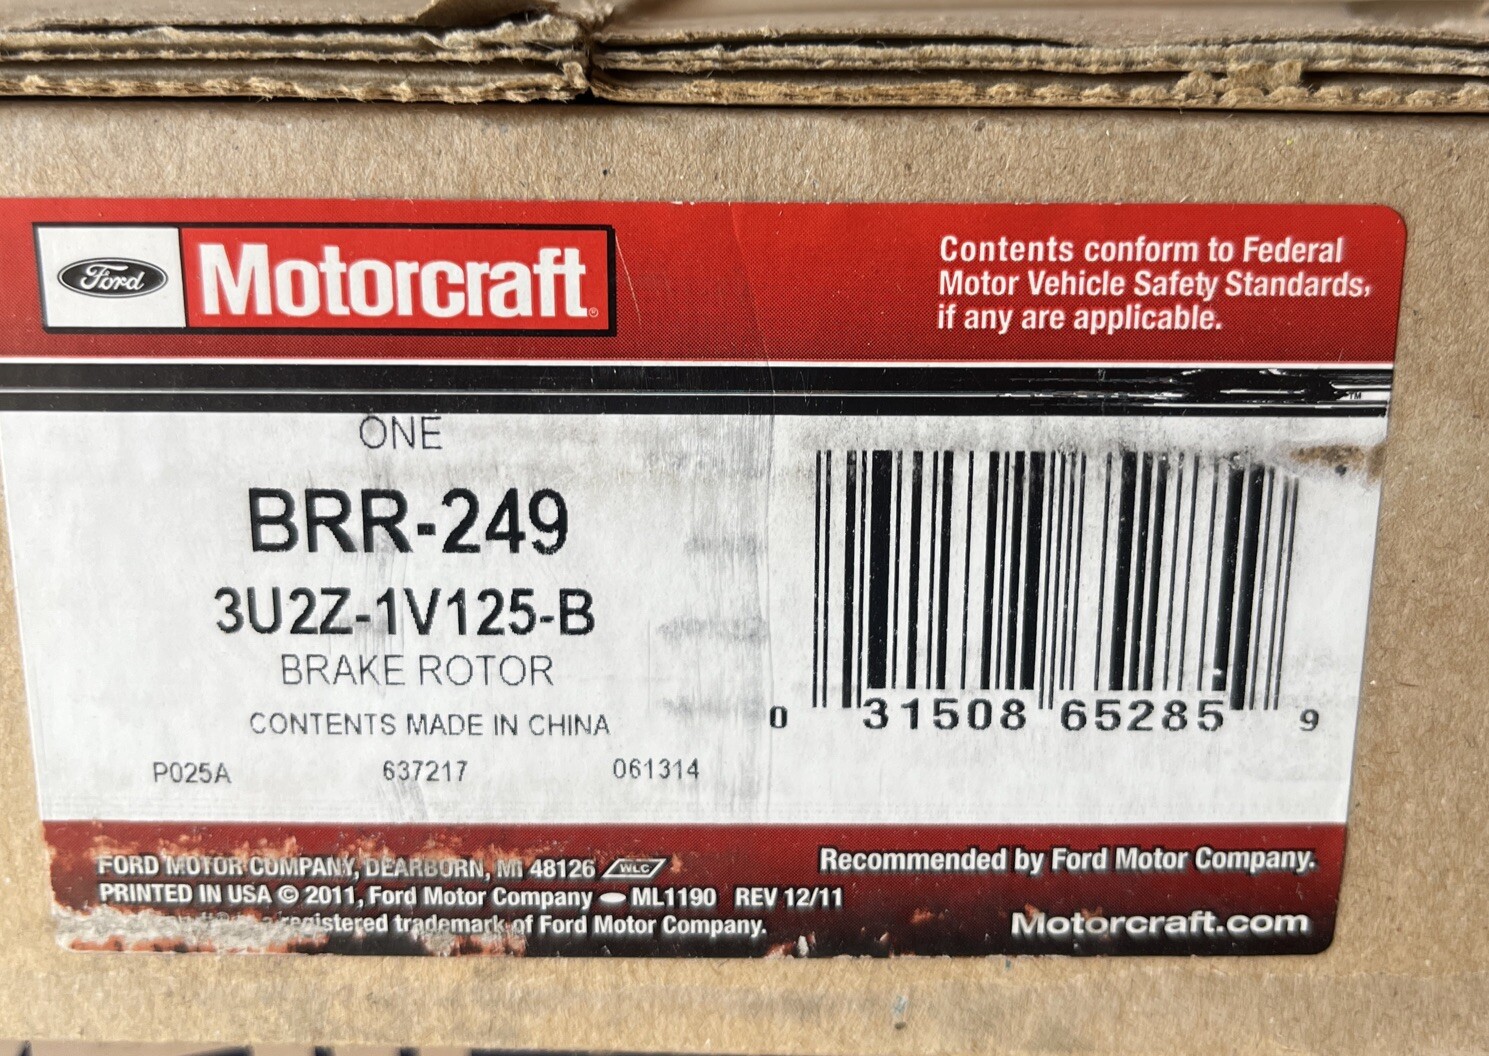 Ford Motorcraft®
Contents conform to Federal
Motor Vehicle Safety Standards,
if any are applicable.
TM
ONE
BRR-249
3U2Z-1V125-B
BRAKE ROTOR
CONTENTS MADE IN CHINA
P025A 637217 061314
0 31508 65285 9
FORD MOTOR COMPANY, DEARBORN, MI 48126 WLC
PRINTED IN USA © 2011, Ford Motor Company ML1190 REV 12/11
registered trademark of Ford Motor Company.
Recommended by Ford Motor Company.
Motorcraft.com